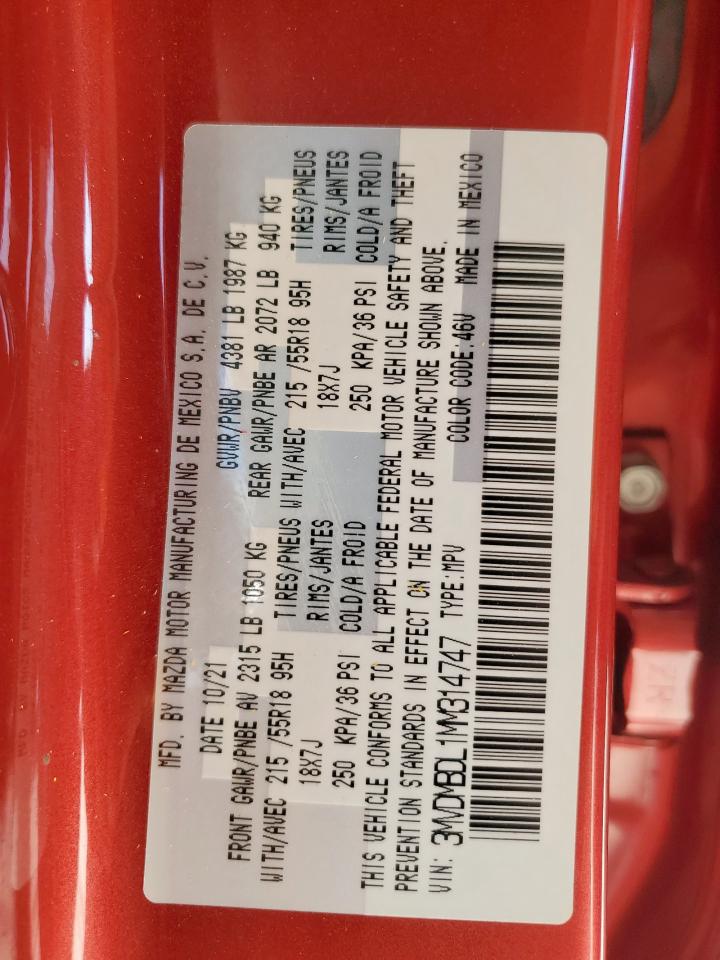 MFD. BY MAZDA MOTOR MANUFACTURING DE MEXICO S.A. DE C.V.
DATE 10/21 GVWR/PNBV 4381 LB 1987 KG
FRONT GAWR/PNBE AV 2315 LB 1050 KG REAR GAWR/PNBE AR 2072 LB 940 KG
WITH/AVEC 215 /55R18 95H TIRES/PNEUS WITH/AVEC 215 /55R18 95H TIRES/PNEUS
18X7J RIMS/JANTES 18X7J RIMS/JANTES
250 KPA/36 PSI COLD/A FROID 250 KPA/36 PSI COLD/A FROID
THIS VEHICLE CONFORMS TO ALL APPLICABLE FEDERAL MOTOR VEHICLE SAFETY AND THEFT
PREVENTION STANDARDS IN EFFECT ON THE DATE OF MANUFACTURE SHOWN ABOVE.
VIN: 3MVDMBDL1MM314747 TYPE:MPV COLOR CODE:46V MADE IN MEXICO